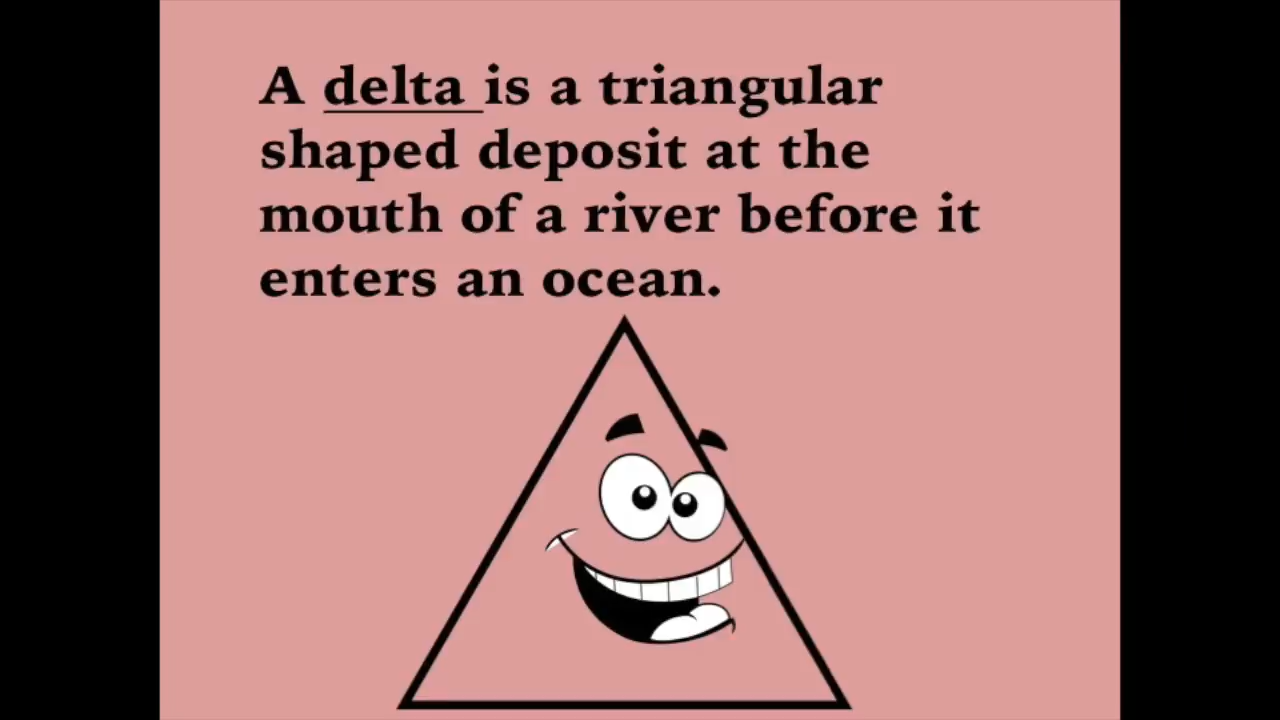 A delta is a triangular
shaped deposit at the
mouth of a river before it
enters an ocean.